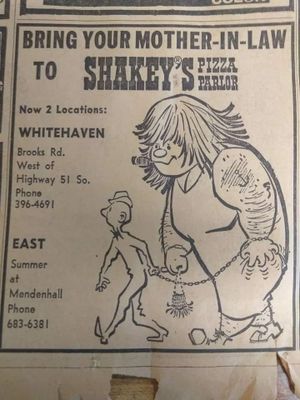 BRING YOUR MOTHER-IN-LAW
TO SHAKEY'S PIZZA PARLOR
Now 2 Locations:
WHITEHAVEN
Brooks Rd.
West of
Highway 51 So.
Phone
396-4691
EAST
Summer
at
Mendenhall
Phone
683-6381